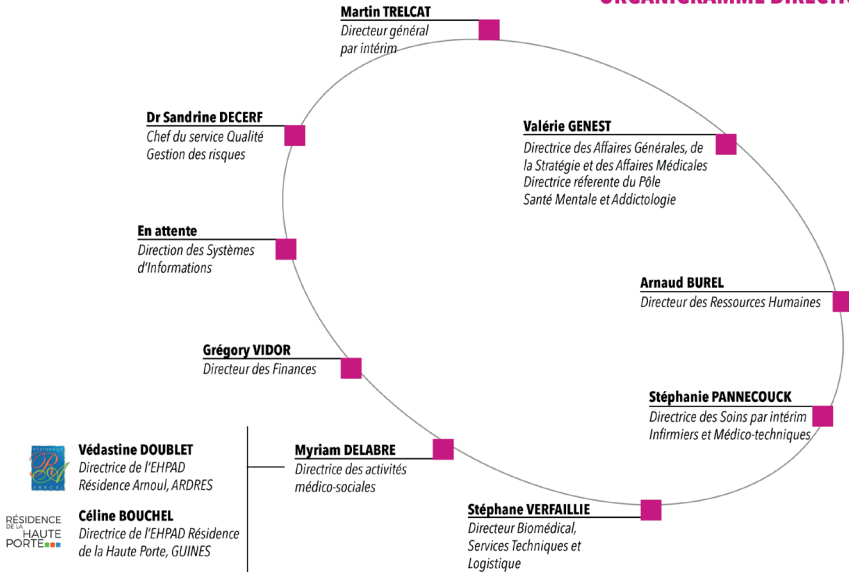 ORGANIGRAMME DIRECTIO
Martin TRELCAT
Directeur général
par intérim
Dr Sandrine DECERF
Chef du service Qualité
Gestion des risques
Valérie GENEST
Directrice des Affaires Générales, de
la Stratégie et des Affaires Médicales
Directrice réferente du Pôle
Santé Mentale et Addictologie
En attente
Direction des Systèmes
d'Informations
Arnaud BUREL
Directeur des Ressources Humaines
Grégory VIDOR
Directeur des Finances
Stéphanie PANNECOUCK
Directrice des Soins par intérim
Infirmiers et Médico-techniques
Védastine DOUBLET
Directrice de l'EHPAD
Résidence Arnoul, ARDRES
Myriam DELABRE
Directrice des activités
médico-sociales
RÉSIDENCE
DE LA
HAUTE
PORTE
Céline BOUCHEL
Directrice de l'EHPAD Résidence
de la Haute Porte, GUINES
Stéphane VERFAILLIE
Directeur Biomédical,
Services Techniques et
Logistique